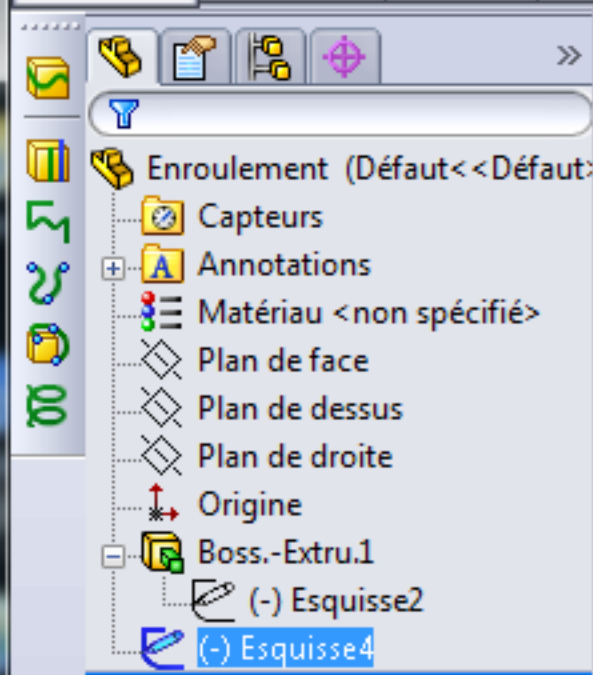 Enroulement (Défaut<<Défaut>
Capteurs
Annotations
Matériau <non spécifié>
Plan de face
Plan de dessus
Plan de droite
Origine
Boss.-Extru.1
(-) Esquisse2
(-) Esquisse4